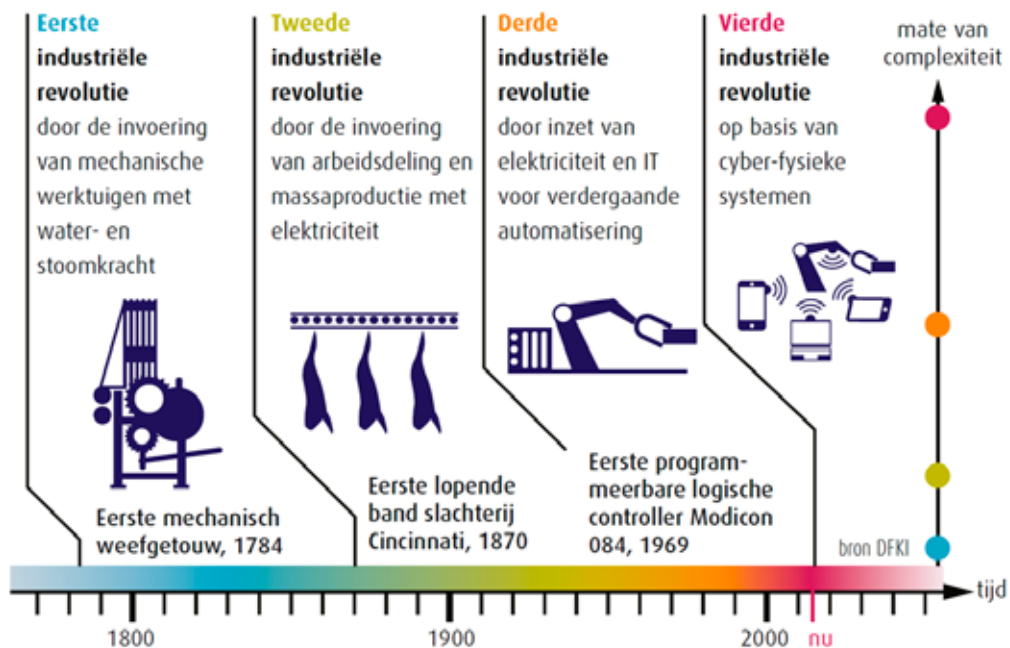 Eerste
industriële
revolutie
door de invoering
van mechanische
werktuigen met
water- en
stoomkracht
Eerste mechanisch
weefgetouw, 1784
Tweede
industriële
revolutie
door de invoering
van arbeidsdeling en
massaproductie met
elektriciteit
Eerste lopende
band slachterij
Cincinnati, 1870
Derde
industriële
revolutie
door inzet van
elektriciteit en IT
voor verdergaande
automatisering
Eerste program-
meerbare logische
controller Modicon
084, 1969
Vierde
industriële
revolutie
op basis van
cyber-fysieke
systemen
mate van
complexiteit
bron DFKI
tijd
1800
1900
2000
nu